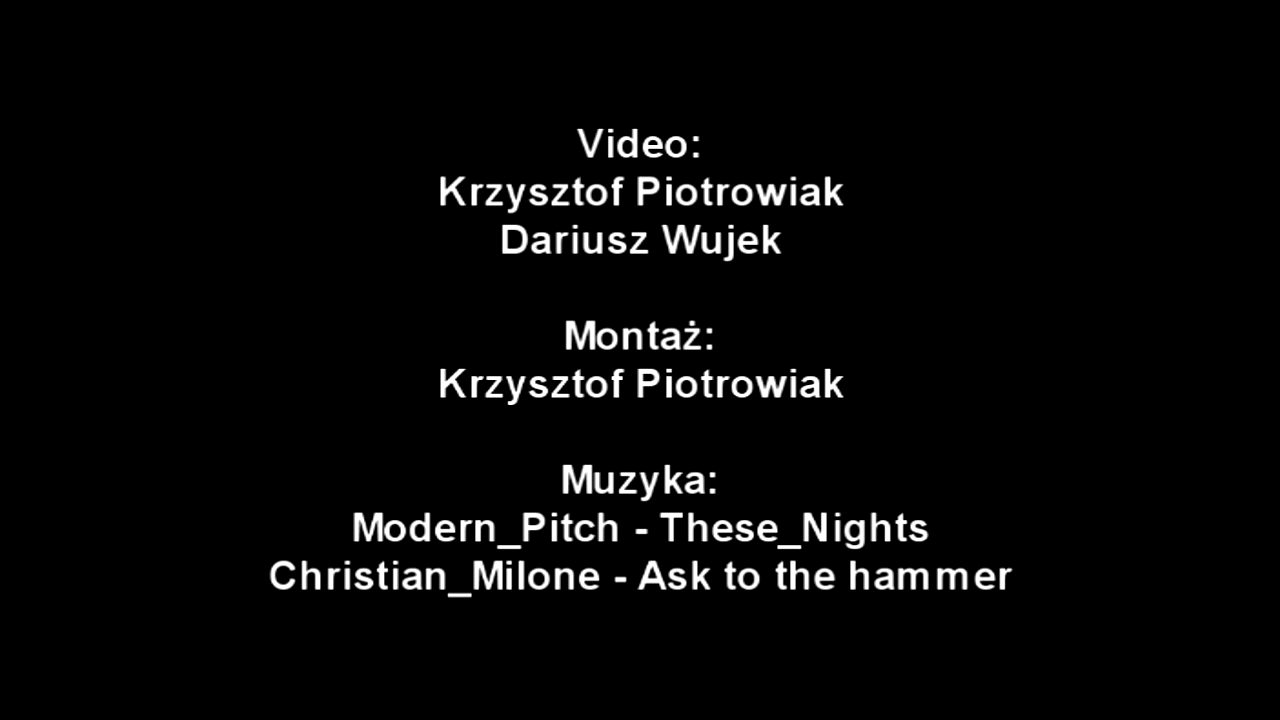 Video:
Krzysztof Piotrowiak
Dariusz Wujek
Montaż:
Krzysztof Piotrowiak
Muzyka:
Modern_Pitch - These_Nights
Christian_Milone - Ask to the hammer